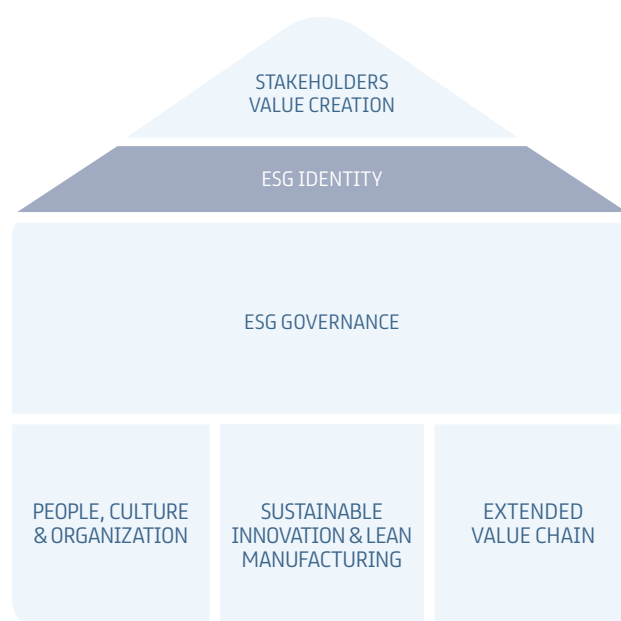 STAKEHOLDERS
VALUE CREATION
ESG IDENTITY
ESG GOVERNANCE
PEOPLE, CULTURE
& ORGANIZATION
SUSTAINABLE
INNOVATION & LEAN
MANUFACTURING
EXTENDED
VALUE CHAIN